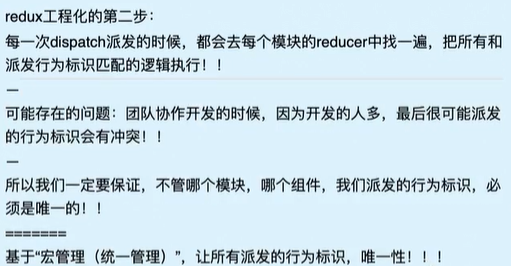 redux工程化的第二步：
每一次dispatch派发的时候，都会去每个模块的reducer中找一遍，把所有和
派发行为标识匹配的逻辑执行！！
—
可能存在的问题：团队协作开发的时候，因为开发的人多，最后很可能派发
的行为标识会有冲突！！
—
所以我们一定要保证，不管哪个模块，哪个组件，我们派发的行为标识，必
须是唯一的！！
=======
基于“宏管理（统一管理）”，让所有派发的行为标识，唯一性！！！